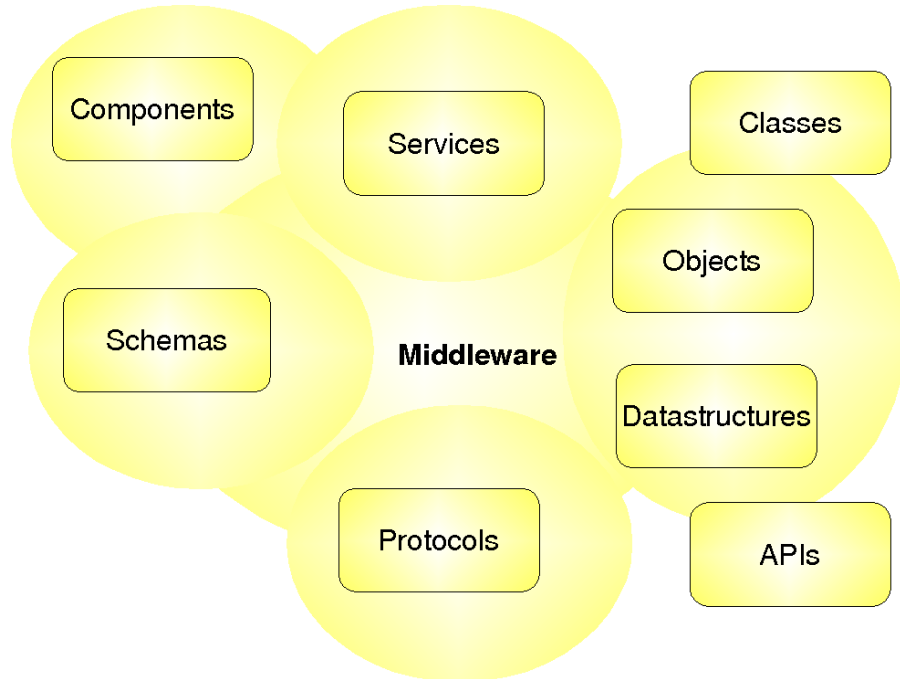 Components
Services
Classes
Objects
Schemas
Middleware
Datastructures
Protocols
APIs